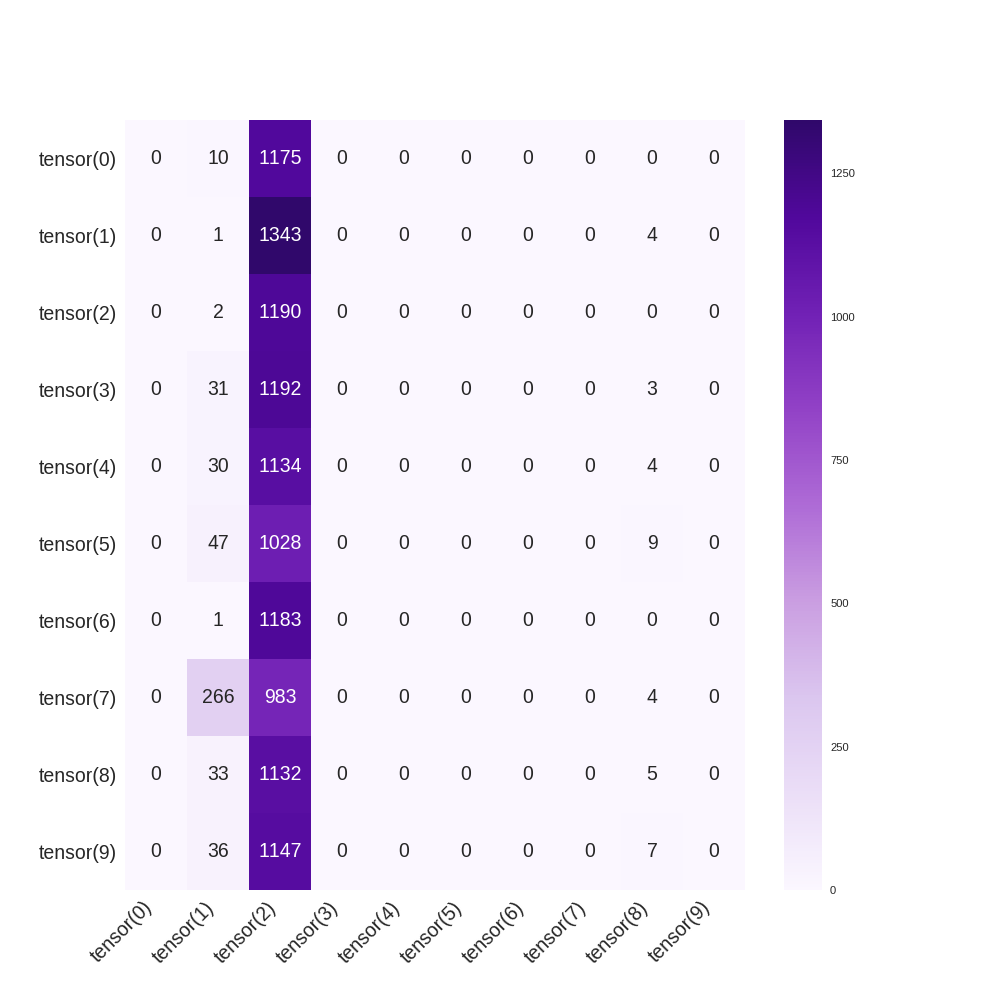 tensor(0) 0 10 1175 0 0 0 0 0 0 0
tensor(1) 0 1 1343 0 0 0 0 0 4 0
tensor(2) 0 2 1190 0 0 0 0 0 0 0
tensor(3) 0 31 1192 0 0 0 0 0 3 0
tensor(4) 0 30 1134 0 0 0 0 0 4 0
tensor(5) 0 47 1028 0 0 0 0 0 9 0
tensor(6) 0 1 1183 0 0 0 0 0 0 0
tensor(7) 0 266 983 0 0 0 0 0 4 0
tensor(8) 0 33 1132 0 0 0 0 0 5 0
tensor(9) 0 36 1147 0 0 0 0 0 7 0
tensor(0) tensor(1) tensor(2) tensor(3) tensor(4) tensor(5) tensor(6) tensor(7) tensor(8) tensor(9)
1250
1000
750
500
250
0